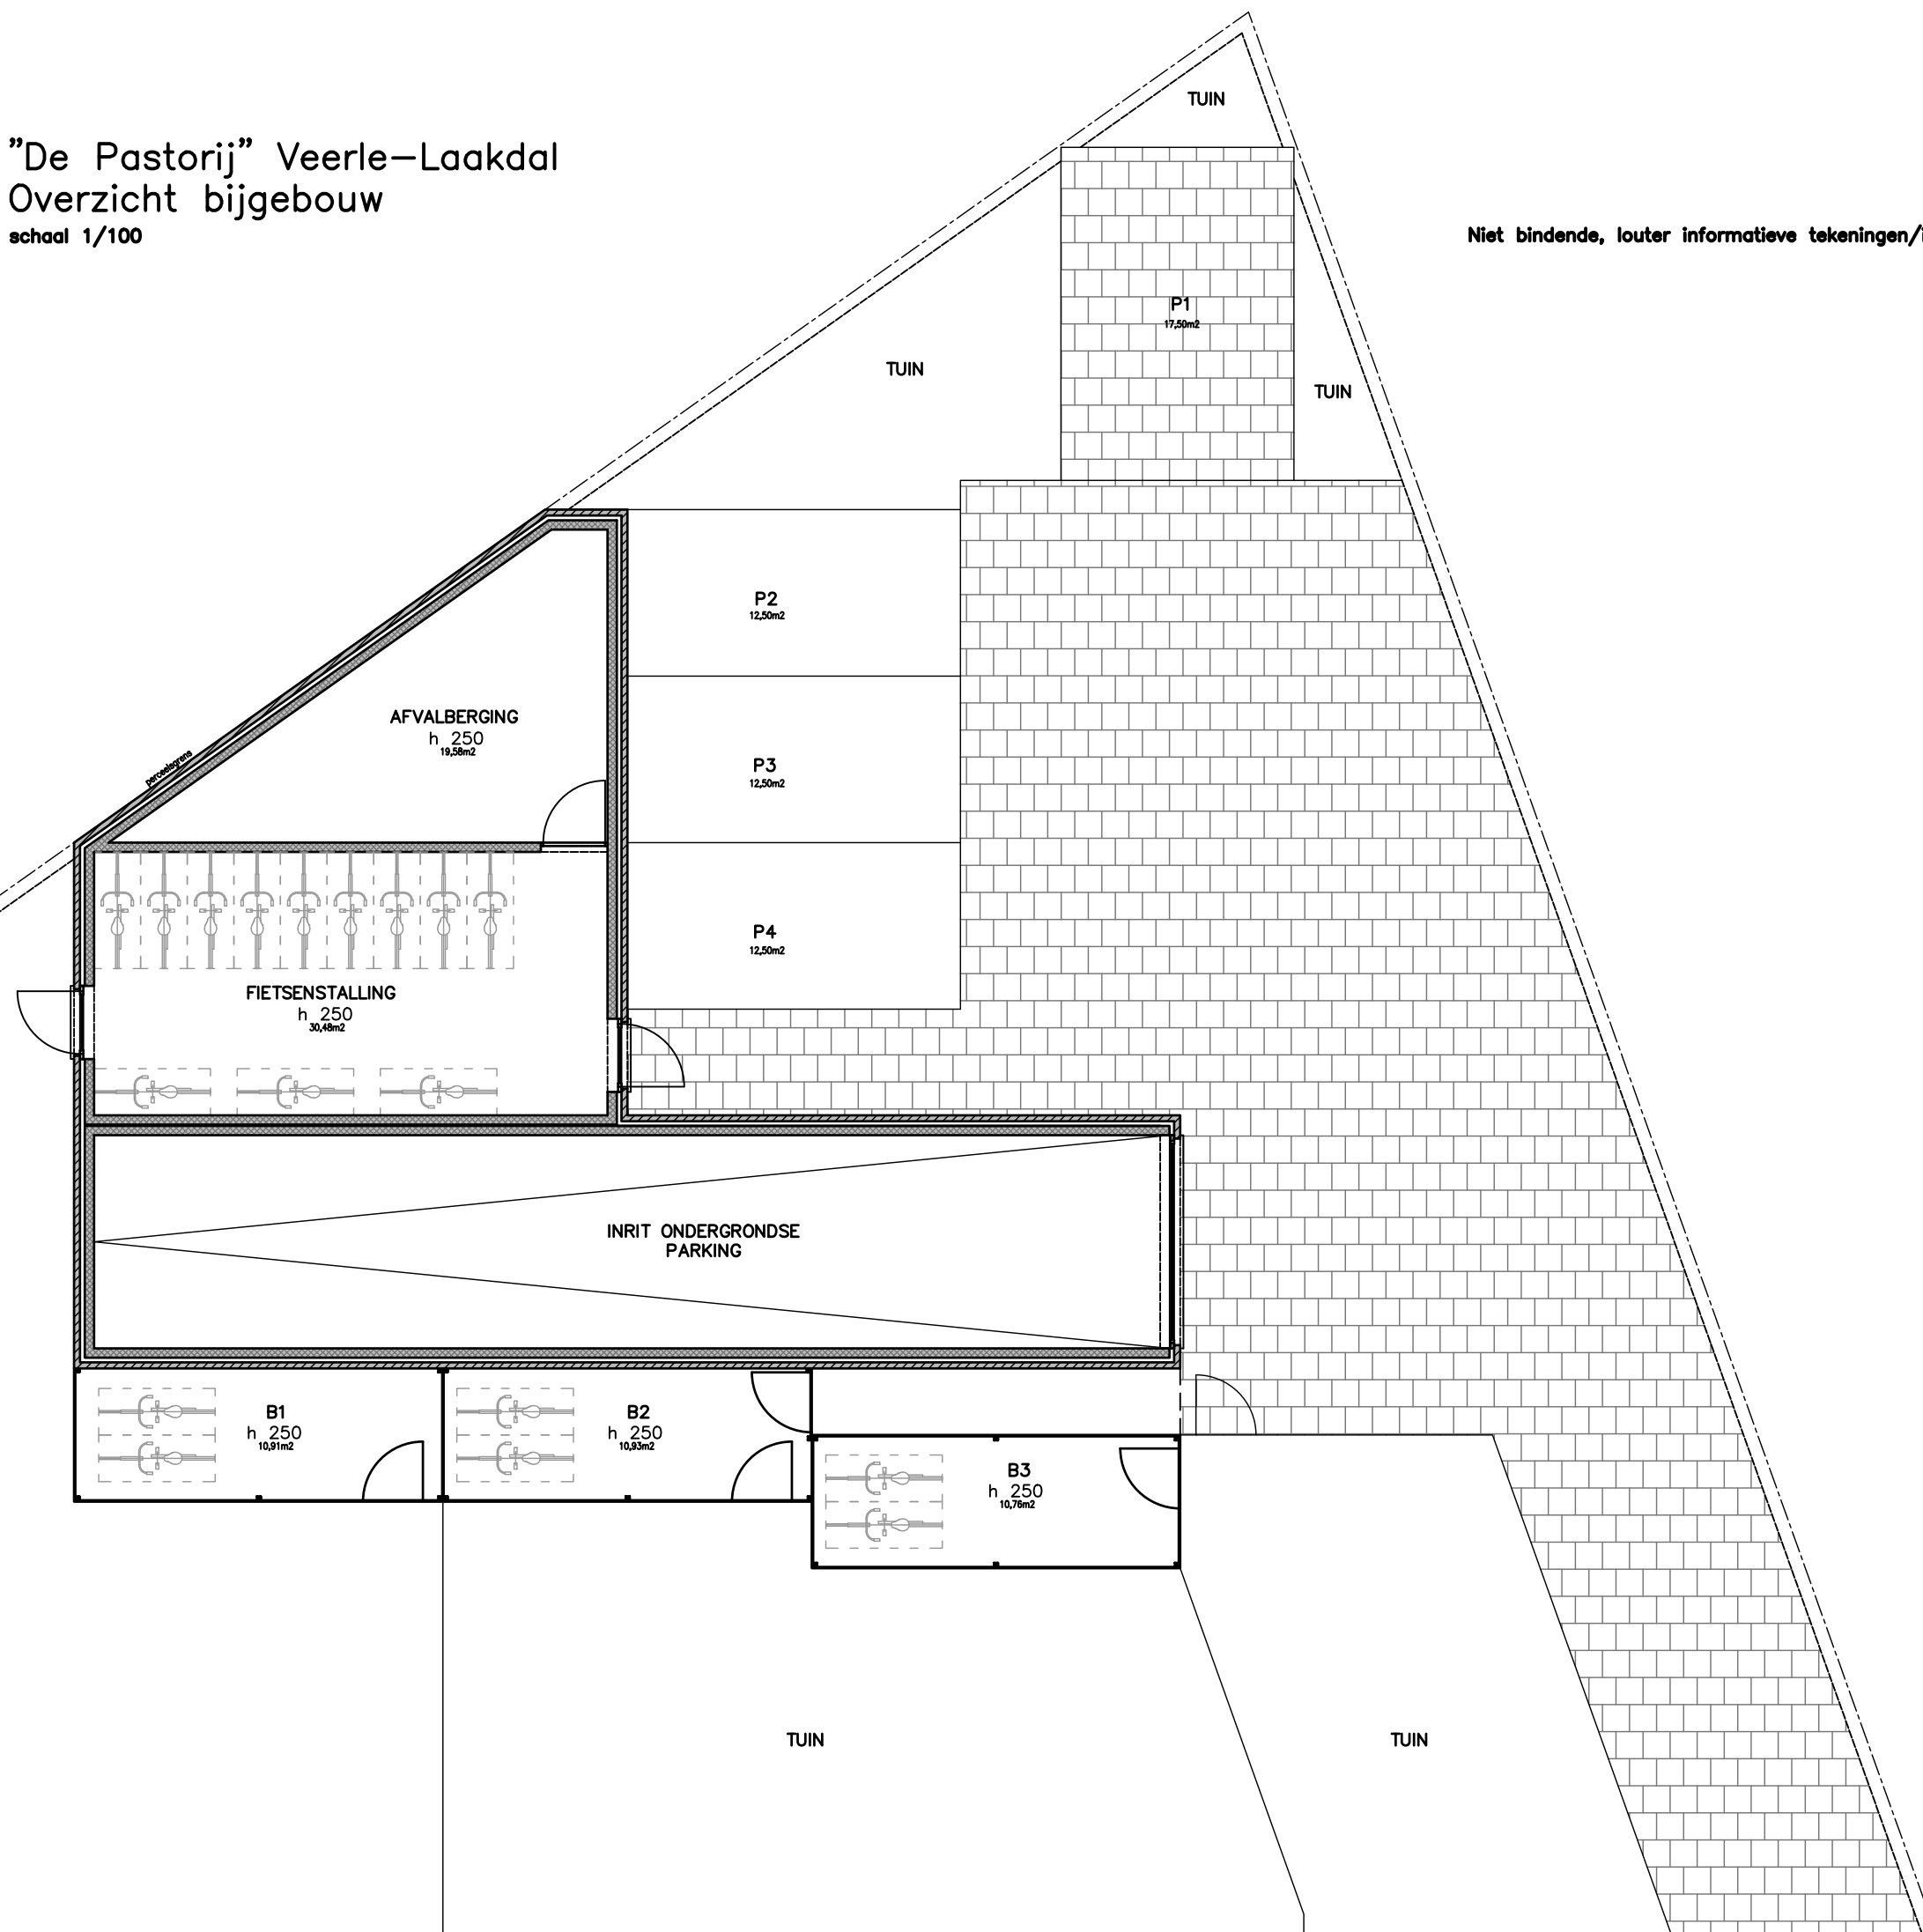 "De Pastorij" Veerle-Laakdal
Overzicht bijgebouw
schaal 1/100
Niet bindende, louter informatieve tekeningen/
TUIN
P1
17,50m2
TUIN
TUIN
P2
12,50m2
AFVALBERGING
h 250
19,58m2
P3
12,50m2
perceelsgrens
P4
12,50m2
FIETSENSTALLING
h 250
30,48m2
INRIT ONDERGRONDSE
PARKING
B1
h 250
10,91m2
B2
h 250
10,93m2
B3
h 250
10,76m2
TUIN
TUIN